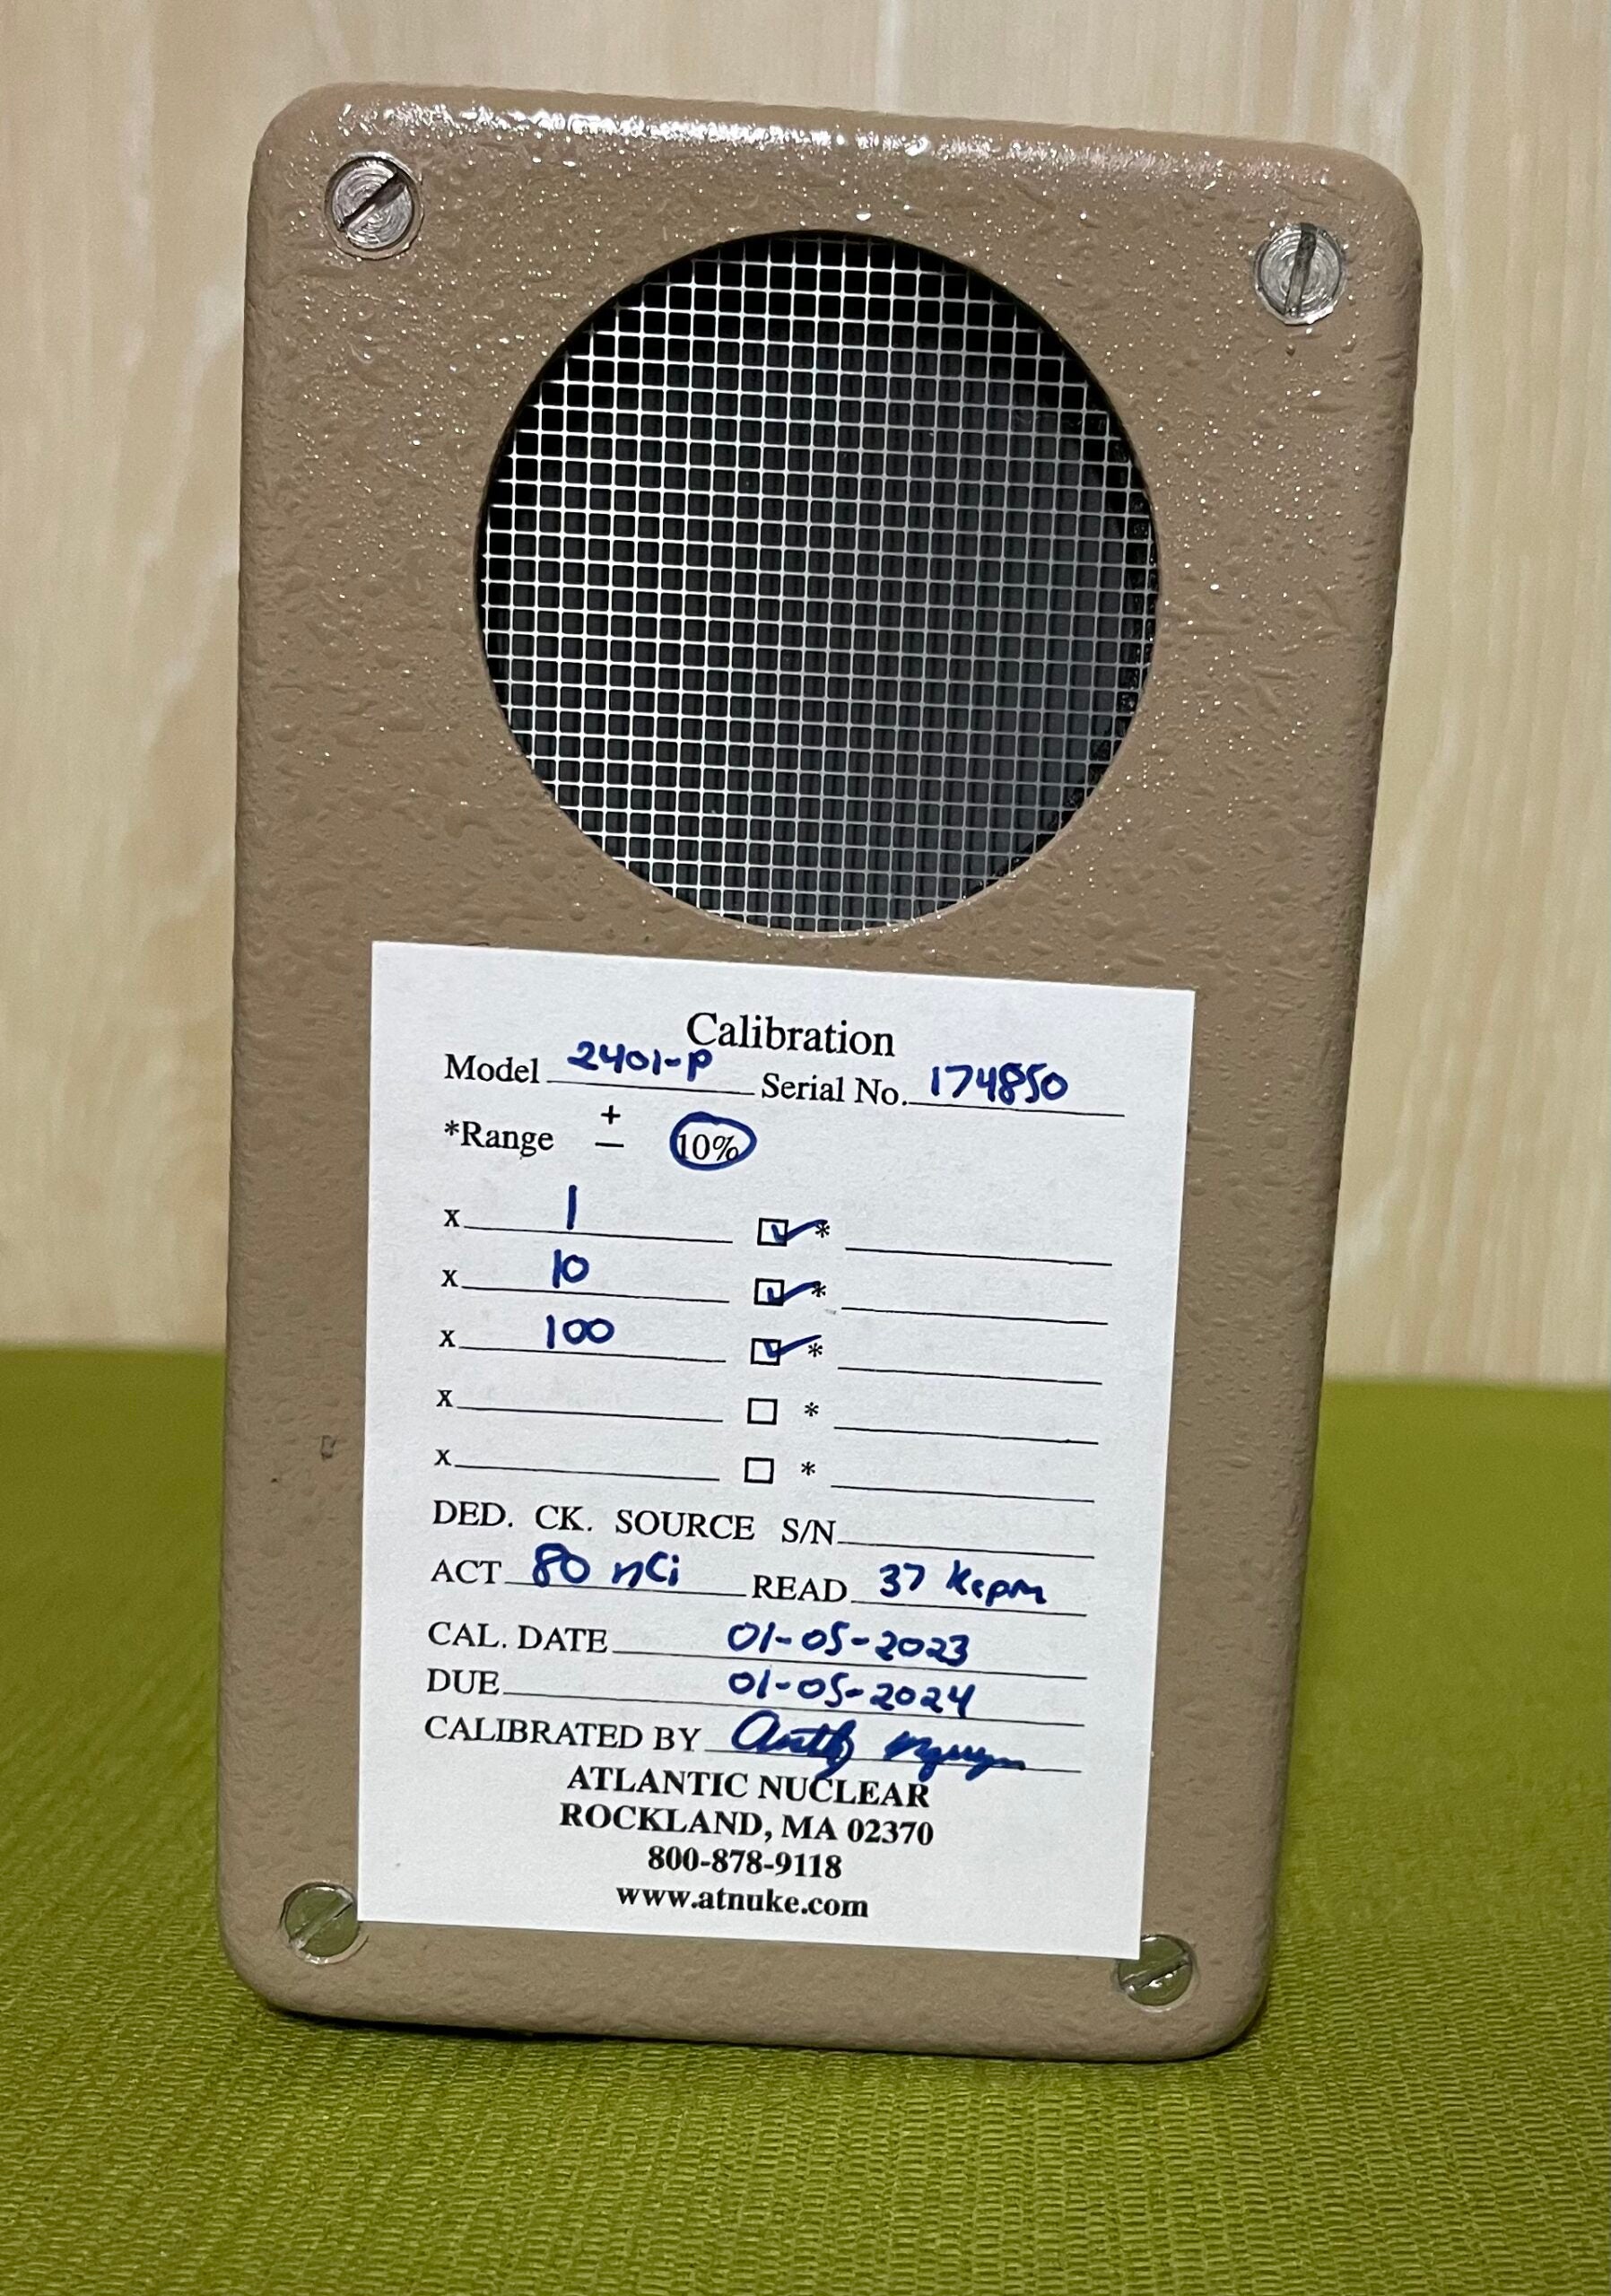 Calibration
Model 2401-P Serial No. 174850
*Range + — 10%
x 1 *
x 10 *
x 100 *
x *
x *
DED. CK. SOURCE S/N
ACT 80 nCi READ 37 Kcpm
CAL. DATE 01-05-2023
DUE 01-05-2024
CALIBRATED BY
ATLANTIC NUCLEAR
ROCKLAND, MA 02370
800-878-9118
www.atnuke.com